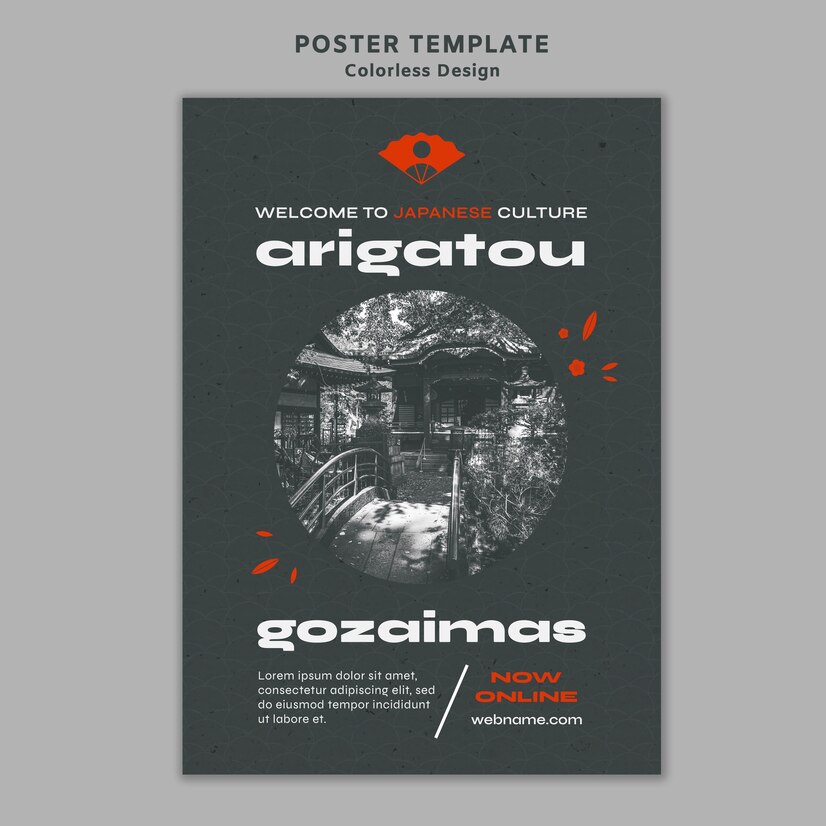 POSTER TEMPLATE
Colorless Design
WELCOME TO JAPANESE CULTURE
arigatou
gozaimas
Lorem ipsum dolor sit amet,
consectetur adipiscing elit, sed
do eiusmod tempor incididunt
ut labore et.
NOW
ONLINE
webname.com